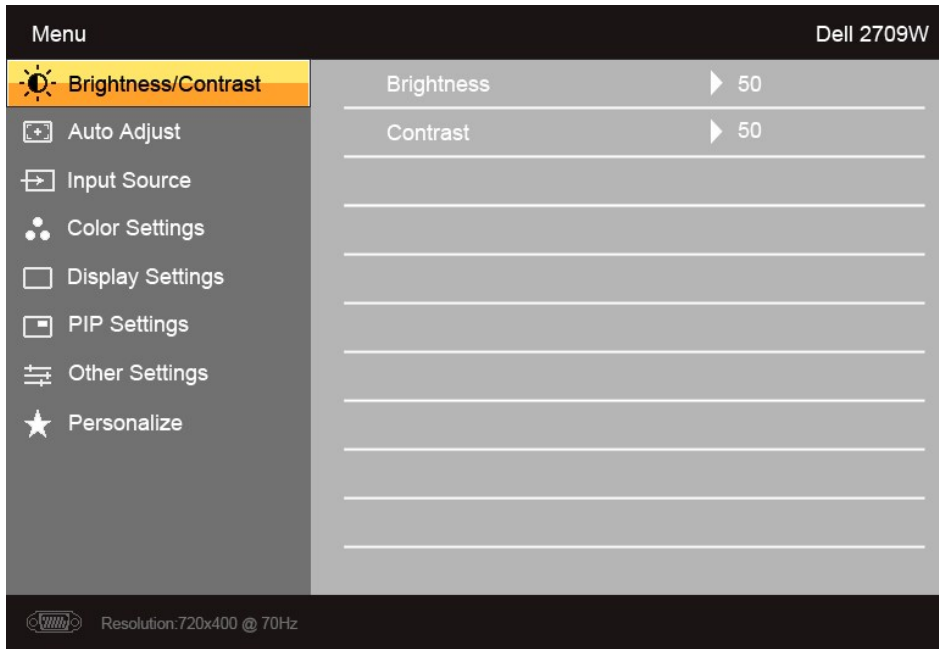 Menu Dell 2709W
Brightness/Contrast Brightness 50
Auto Adjust Contrast 50
Input Source
Color Settings
Display Settings
PIP Settings
Other Settings
Personalize
Resolution:720x400 @ 70Hz